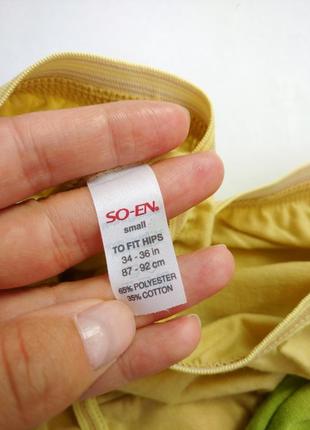 SO-EN®
small
TO FIT HIPS
34 - 36 in
87 - 92 cm
65% POLYESTER
35% COTTON